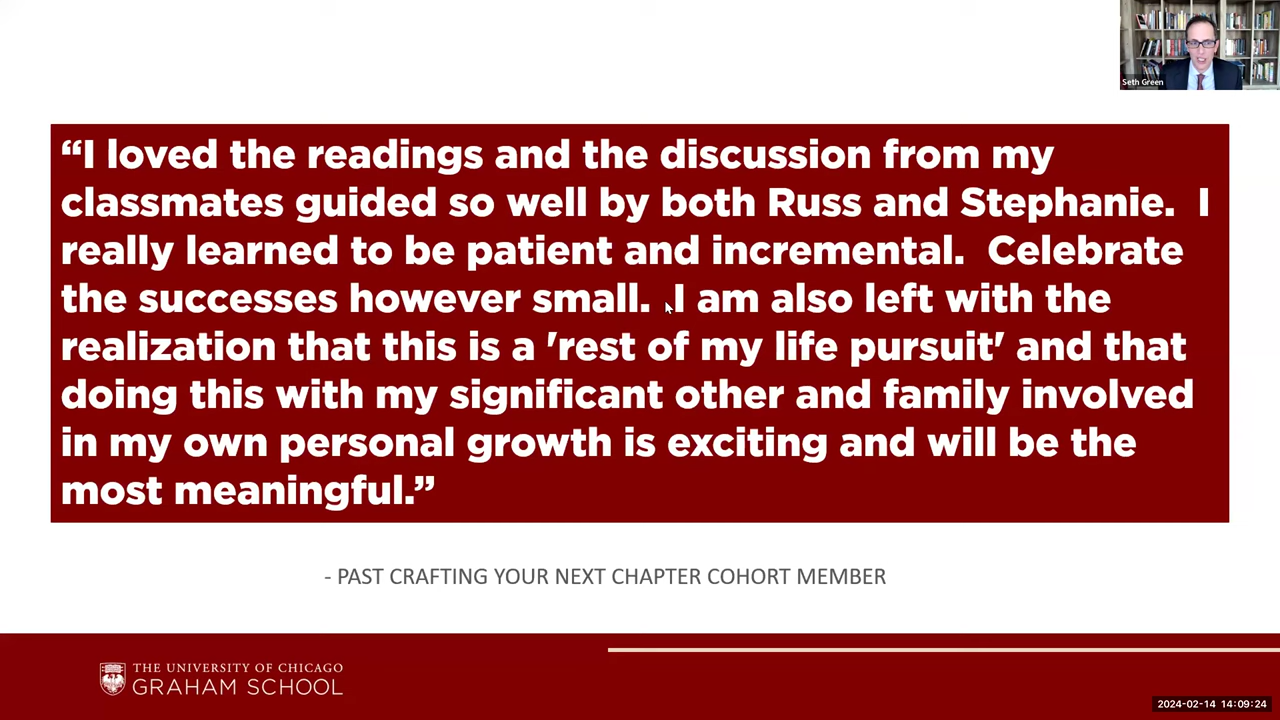 Seth Green
“I loved the readings and the discussion from my
classmates guided so well by both Russ and Stephanie.  I
really learned to be patient and incremental.  Celebrate
the successes however small.  I am also left with the
realization that this is a 'rest of my life pursuit' and that
doing this with my significant other and family involved
in my own personal growth is exciting and will be the
most meaningful.”
- PAST CRAFTING YOUR NEXT CHAPTER COHORT MEMBER
THE UNIVERSITY OF CHICAGO
GRAHAM SCHOOL
2024-02-14 14:09:24